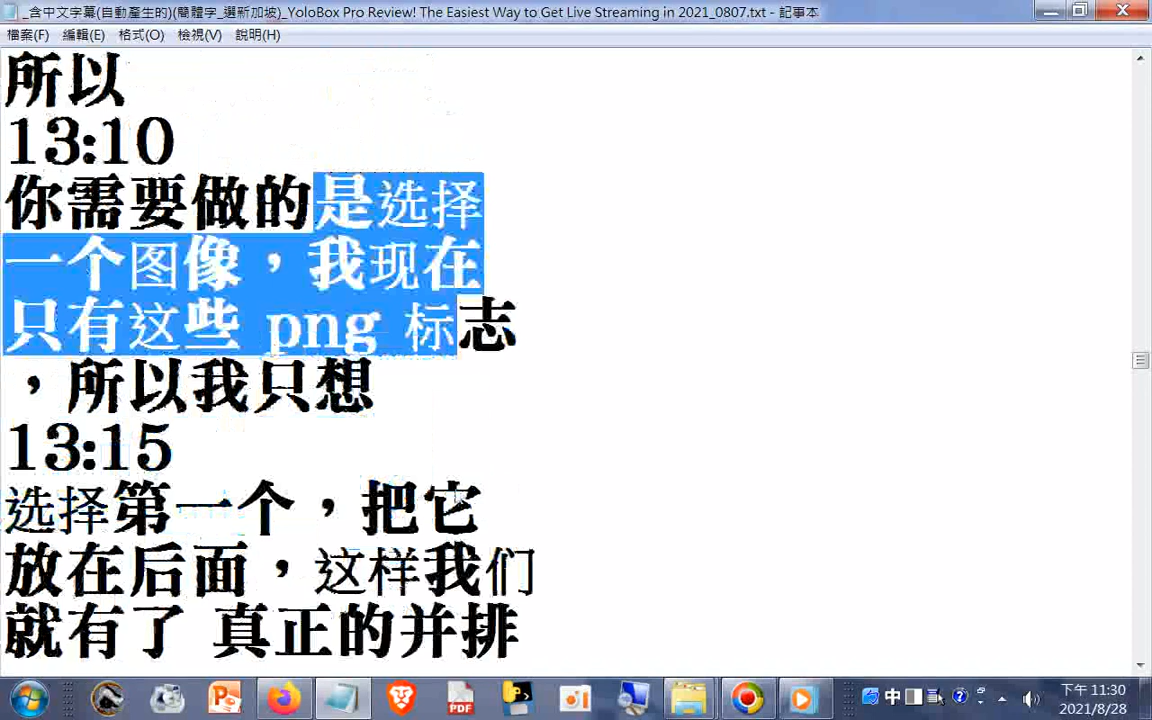 _含中文字幕(自動產生的)(簡體字_選新加坡)_YoloBox Pro Review! The Easiest Way to Get Live Streaming in 2021_0807.txt - 記事本
檔案(F) 編輯(E) 格式(O) 檢視(V) 說明(H)
所以
13:10
你需要做的是选择
一个图像，我现在
只有这些 png 标志
，所以我只想
13:15
选择第一个，把它
放在后面，这样我们
就有了 真正的并排
中
下午 11:30
2021/8/28
PDF